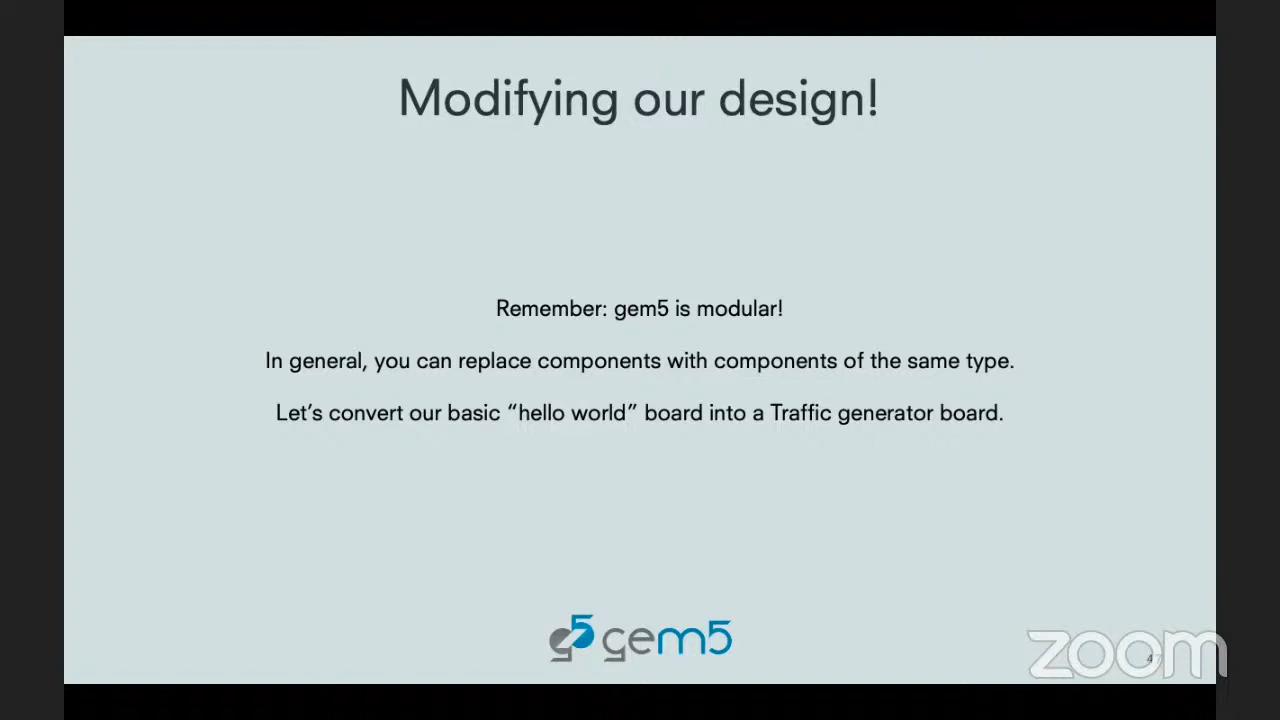 Modifying our design!
Remember: gem5 is modular!
In general, you can replace components with components of the same type.
Let’s convert our basic “hello world” board into a Traffic generator board.
gem5
zoom